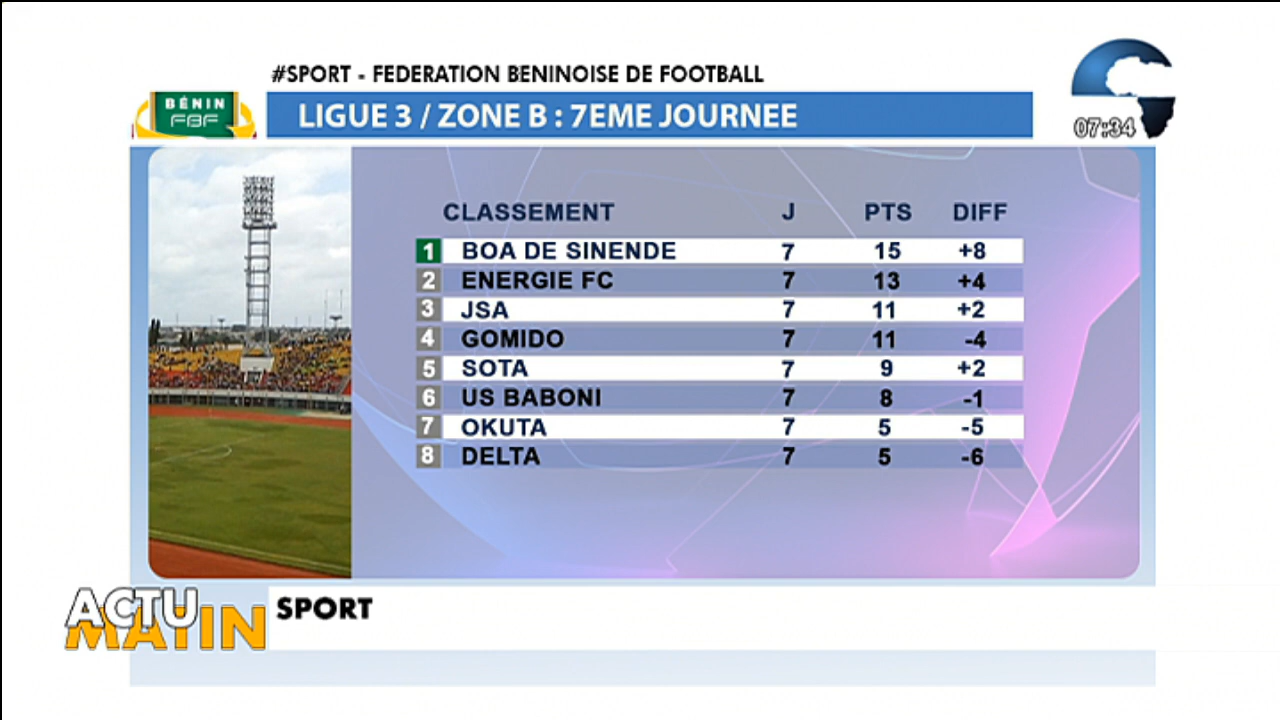 #SPORT - FEDERATION BENINOISE DE FOOTBALL
BÉNIN
FBF
LIGUE 3 / ZONE B : 7EME JOURNEE
07:34
CLASSEMENT J PTS DIFF
1 BOA DE SINENDE 7 15 +8
2 ENERGIE FC 7 13 +4
3 JSA 7 11 +2
4 GOMIDO 7 11 -4
5 SOTA 7 9 +2
6 US BABONI 7 8 -1
7 OKUTA 7 5 -5
8 DELTA 7 5 -6
ACTU
MATIN
SPORT